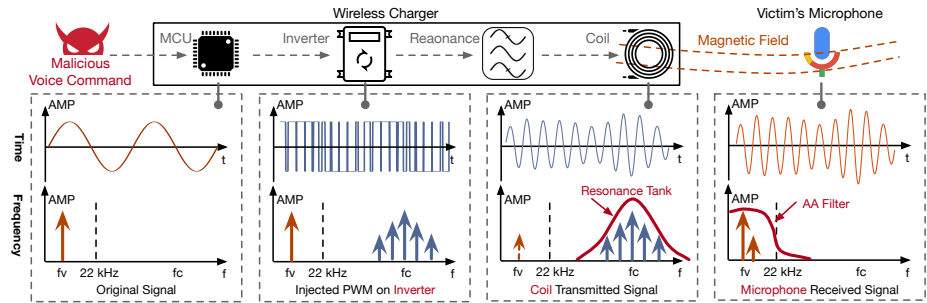 Wireless Charger
Victim's Microphone
MCU
Inverter
Reaonance
Coil
Magnetic Field
Malicious
Voice Command
Time
AMP
t
AMP
t
AMP
t
AMP
t
Frequency
AMP
fv
22 kHz
fc
f
Original Signal
AMP
fv
22 kHz
fc
f
Injected PWM on Inverter
AMP
Resonance Tank
fv
22 kHz
fc
f
Coil Transmitted Signal
AMP
AA Filter
fv
22 kHz
fc
f
Microphone Received Signal